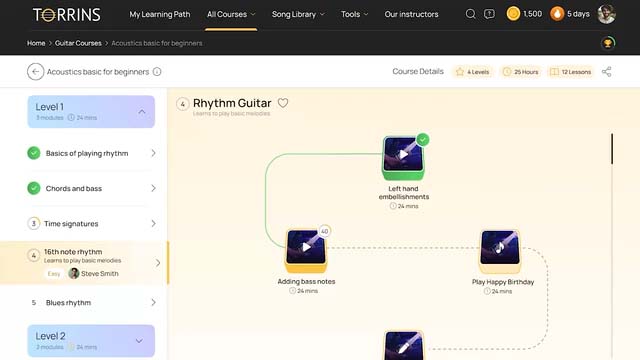 TORRINS
My Learning Path
All Courses
Song Library
Tools
Our instructors
1,500
5 days
Home > Guitar Courses > Acoustics basic for beginners
Acoustics basic for beginners
Course Details
4 Levels
25 Hours
12 Lessons
Level 1
3 modules
24 mins
Basics of playing rhythm
Chords and bass
3 Time signatures
4 16th note rhythm
Learns to play basic melodies
Easy
Steve Smith
5 Blues rhythm
Level 2
3 modules
24 mins
4 Rhythm Guitar
Learns to play basic melodies
Left hand
embellishments
24 mins
40
Adding bass notes
24 mins
Play Happy Birthday
24 mins